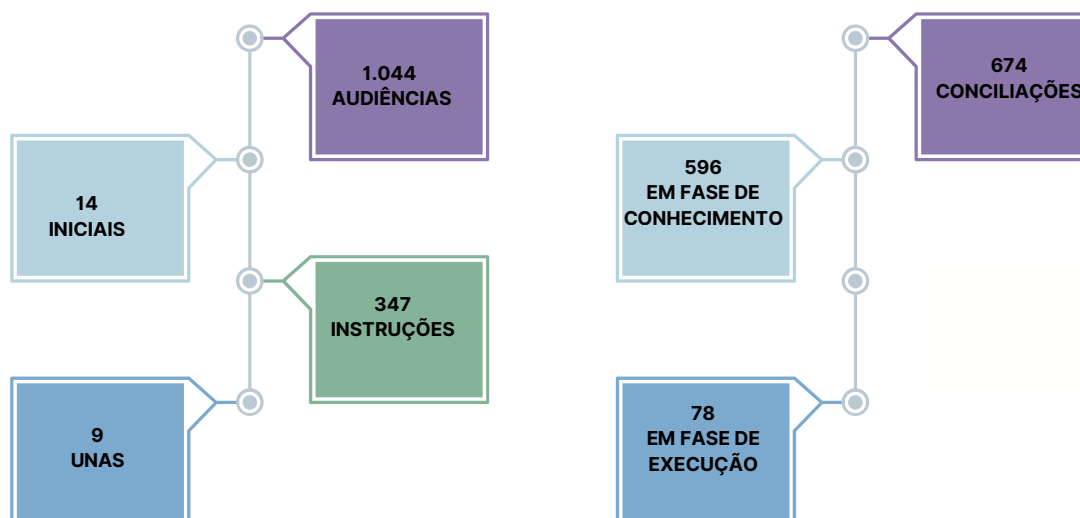 1.044
AUDIÊNCIAS
14
INICIAIS
347
INSTRUÇÕES
9
UNAS
674
CONCILIAÇÕES
596
EM FASE DE
CONHECIMENTO
78
EM FASE DE
EXECUÇÃO